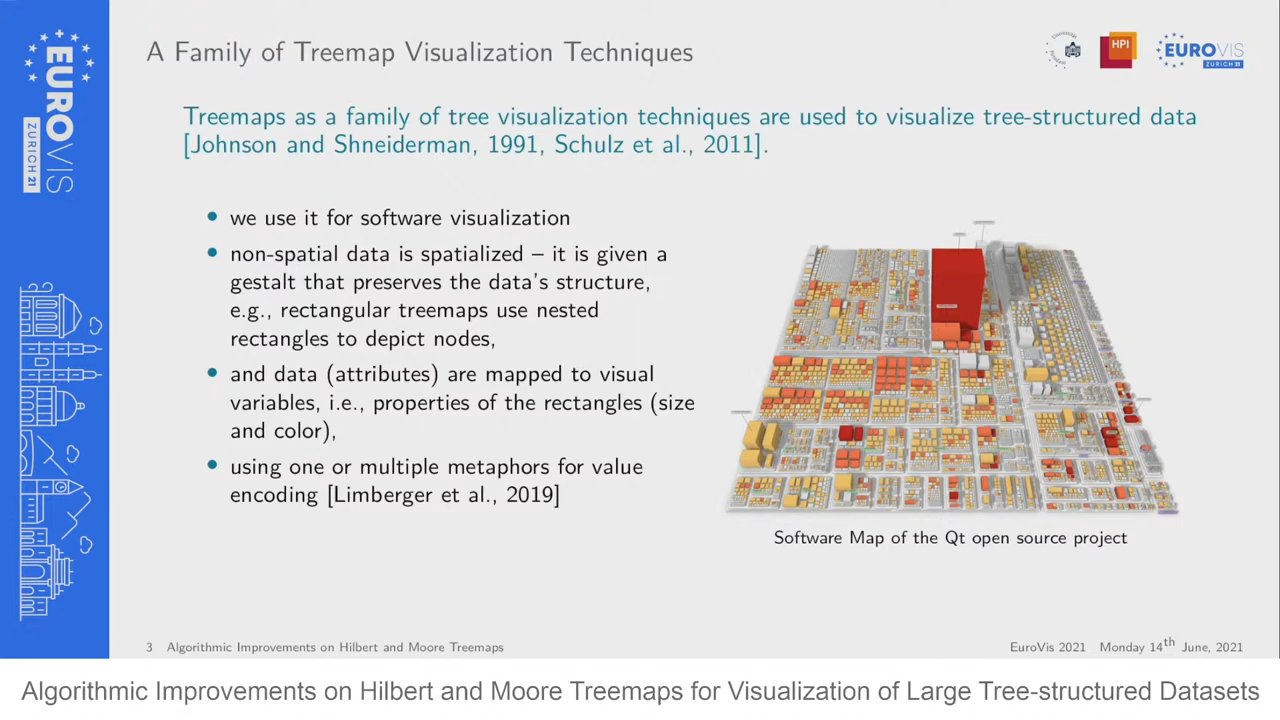 EUROVIS
ZURICH 21
A Family of Treemap Visualization Techniques
HPI
EUROVIS
ZURICH 21
Treemaps as a family of tree visualization techniques are used to visualize tree-structured data
[Johnson and Shneiderman, 1991, Schulz et al., 2011].
• we use it for software visualization
• non-spatial data is spatialized – it is given a
gestalt that preserves the data's structure,
e.g., rectangular treemaps use nested
rectangles to depict nodes,
• and data (attributes) are mapped to visual
variables, i.e., properties of the rectangles (size
and color),
• using one or multiple metaphors for value
encoding [Limberger et al., 2019]
Software Map of the Qt open source project
3 Algorithmic Improvements on Hilbert and Moore Treemaps
EuroVis 2021 Monday 14th June, 2021
Algorithmic Improvements on Hilbert and Moore Treemaps for Visualization of Large Tree-structured Datasets